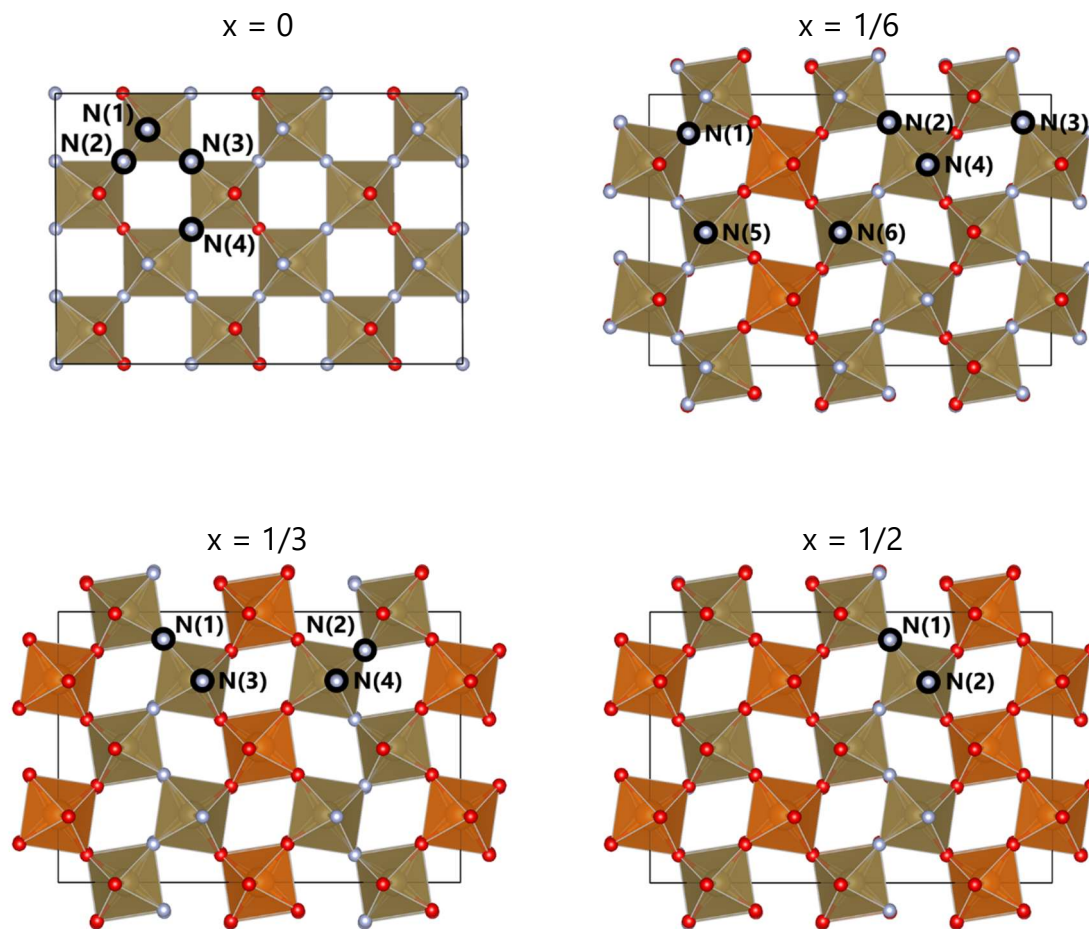 x = 0
N(1)
N(2)
N(3)
N(4)
x = 1/6
N(1)
N(2)
N(3)
N(4)
N(5)
N(6)
x = 1/3
N(1)
N(2)
N(3)
N(4)
x = 1/2
N(1)
N(2)